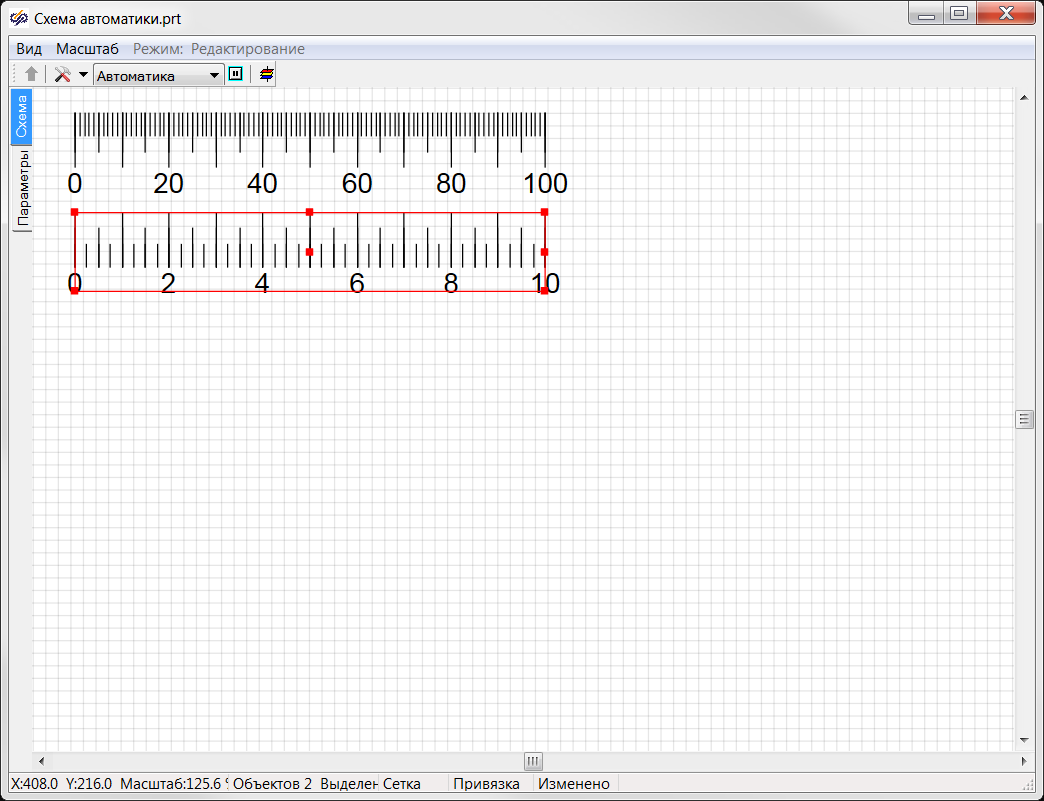 Схема автоматики.prt
Вид Масштаб Режим: Редактирование
Автоматика
Схема
Параметры
0 20 40 60 80 100
0 2 4 6 8 10
X:408.0 Y:216.0 Масштаб:125.6 % Объектов 2 Выделен Сетка Привязка Изменено